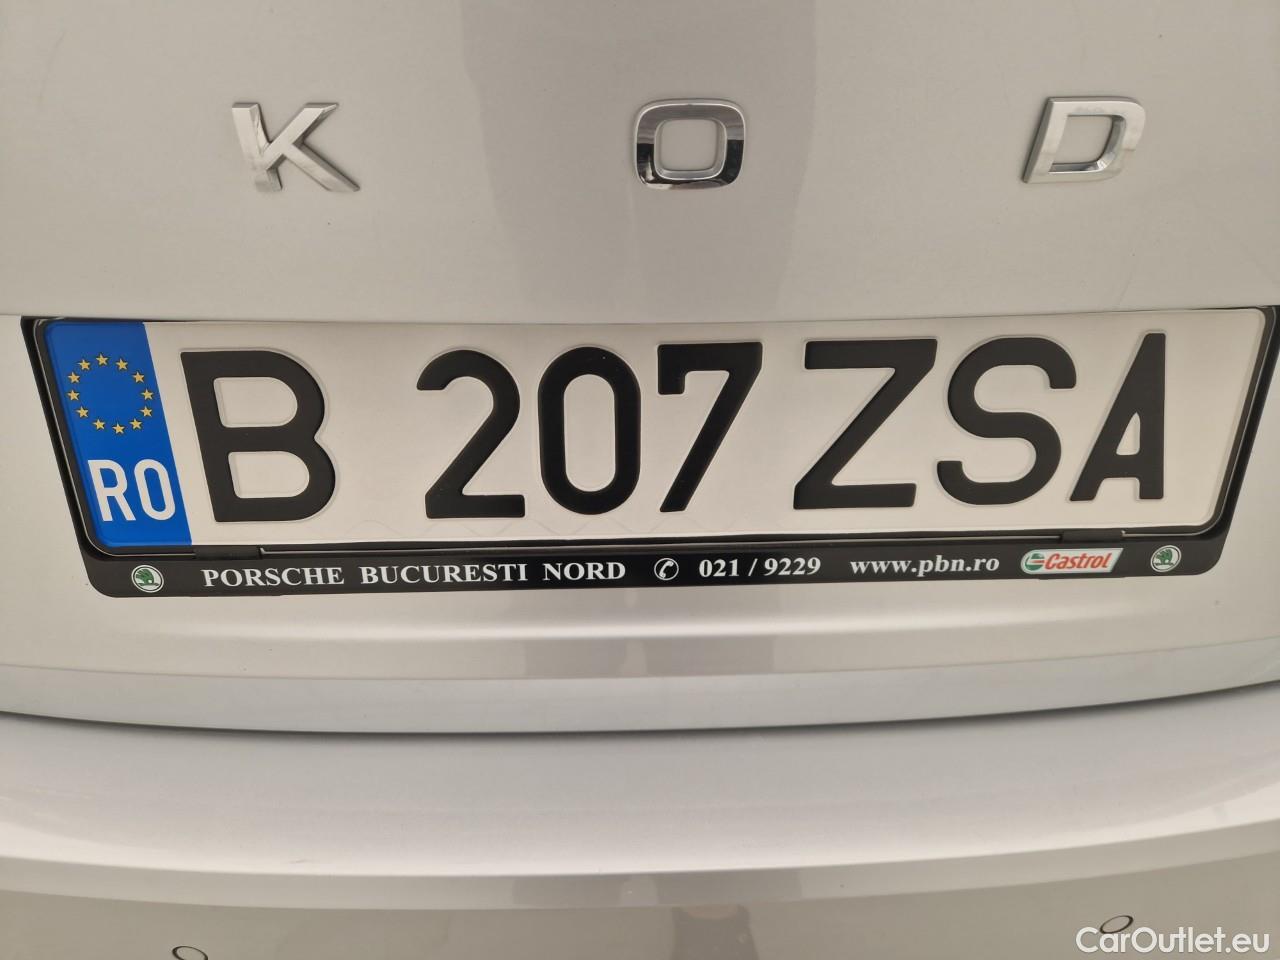 K O D
RO B 207 ZSA
PORSCHE BUCURESTI NORD ✆ 021 / 9229 www.pbn.ro Castrol
CarOutlet.eu